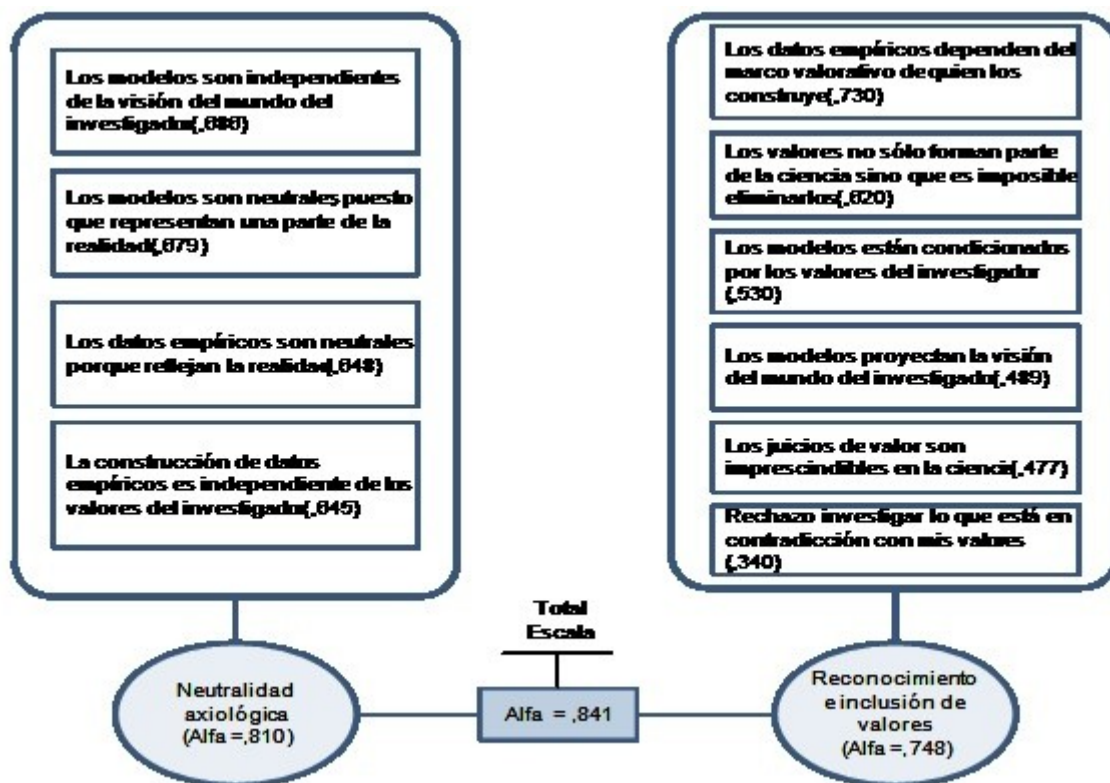 Los modelos son independientes
de la visión del mundo del
investigador(,686)
Los modelos son neutrales puesto
que representan una parte de la
realidad(,679)
Los datos empíricos son neutrales
porque reflejan la realidad(,648)
La construcción de datos
empíricos es independiente de los
valores del investigador(,645)
Los datos empíricos dependen del
marco valorativo de quien los
construye(,730)
Los valores no sólo forman parte
de la ciencia sino que es imposible
eliminarlos(,620)
Los modelos están condicionados
por los valores del investigador
(,530)
Los modelos proyectan la visión
del mundo del investigado(,489)
Los juicios de valor son
imprescindibles en la cienci(,477)
Rechazo investigar lo que está en
contradicción con mis valores
(,340)
Total
Escala
Neutralidad
axiológica
(Alfa =,810)
Alfa = ,841
Reconocimiento
e inclusión de
valores
(Alfa =,748)